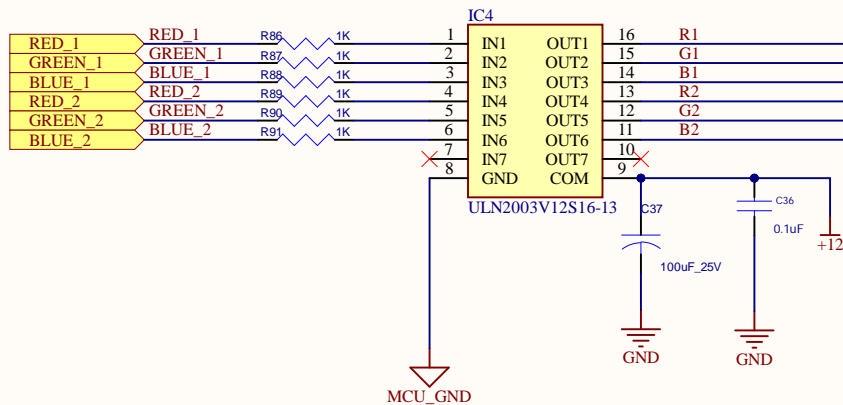 IC4
RED_1 RED_1 R86 1K 1 IN1 OUT1 16 R1
GREEN_1 GREEN_1 R87 1K 2 IN2 OUT2 15 G1
BLUE_1 BLUE_1 R88 1K 3 IN3 OUT3 14 B1
RED_2 RED_2 R89 1K 4 IN4 OUT4 13 R2
GREEN_2 GREEN_2 R90 1K 5 IN5 OUT5 12 G2
BLUE_2 BLUE_2 R91 1K 6 IN6 OUT6 11 B2
7 IN7 OUT7 10
8 GND COM 9
ULN2003V12S16-13
C37
100uF_25V
C36
0.1uF
+12
GND
GND
MCU_GND